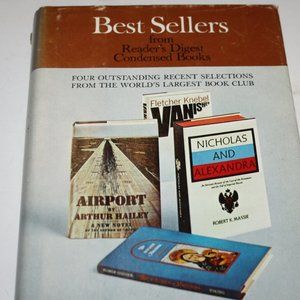 Best Sellers
from
Reader's Digest
Condensed Books
FOUR OUTSTANDING RECENT SELECTIONS
FROM THE WORLD'S LARGEST BOOK CLUB
Fletcher Knebel
VANISHED
NICHOLAS
AND
ALEXANDRA
ROBERT K. MASSIE
AIRPORT
BY
ARTHUR HAILEY
A NEW NOVEL